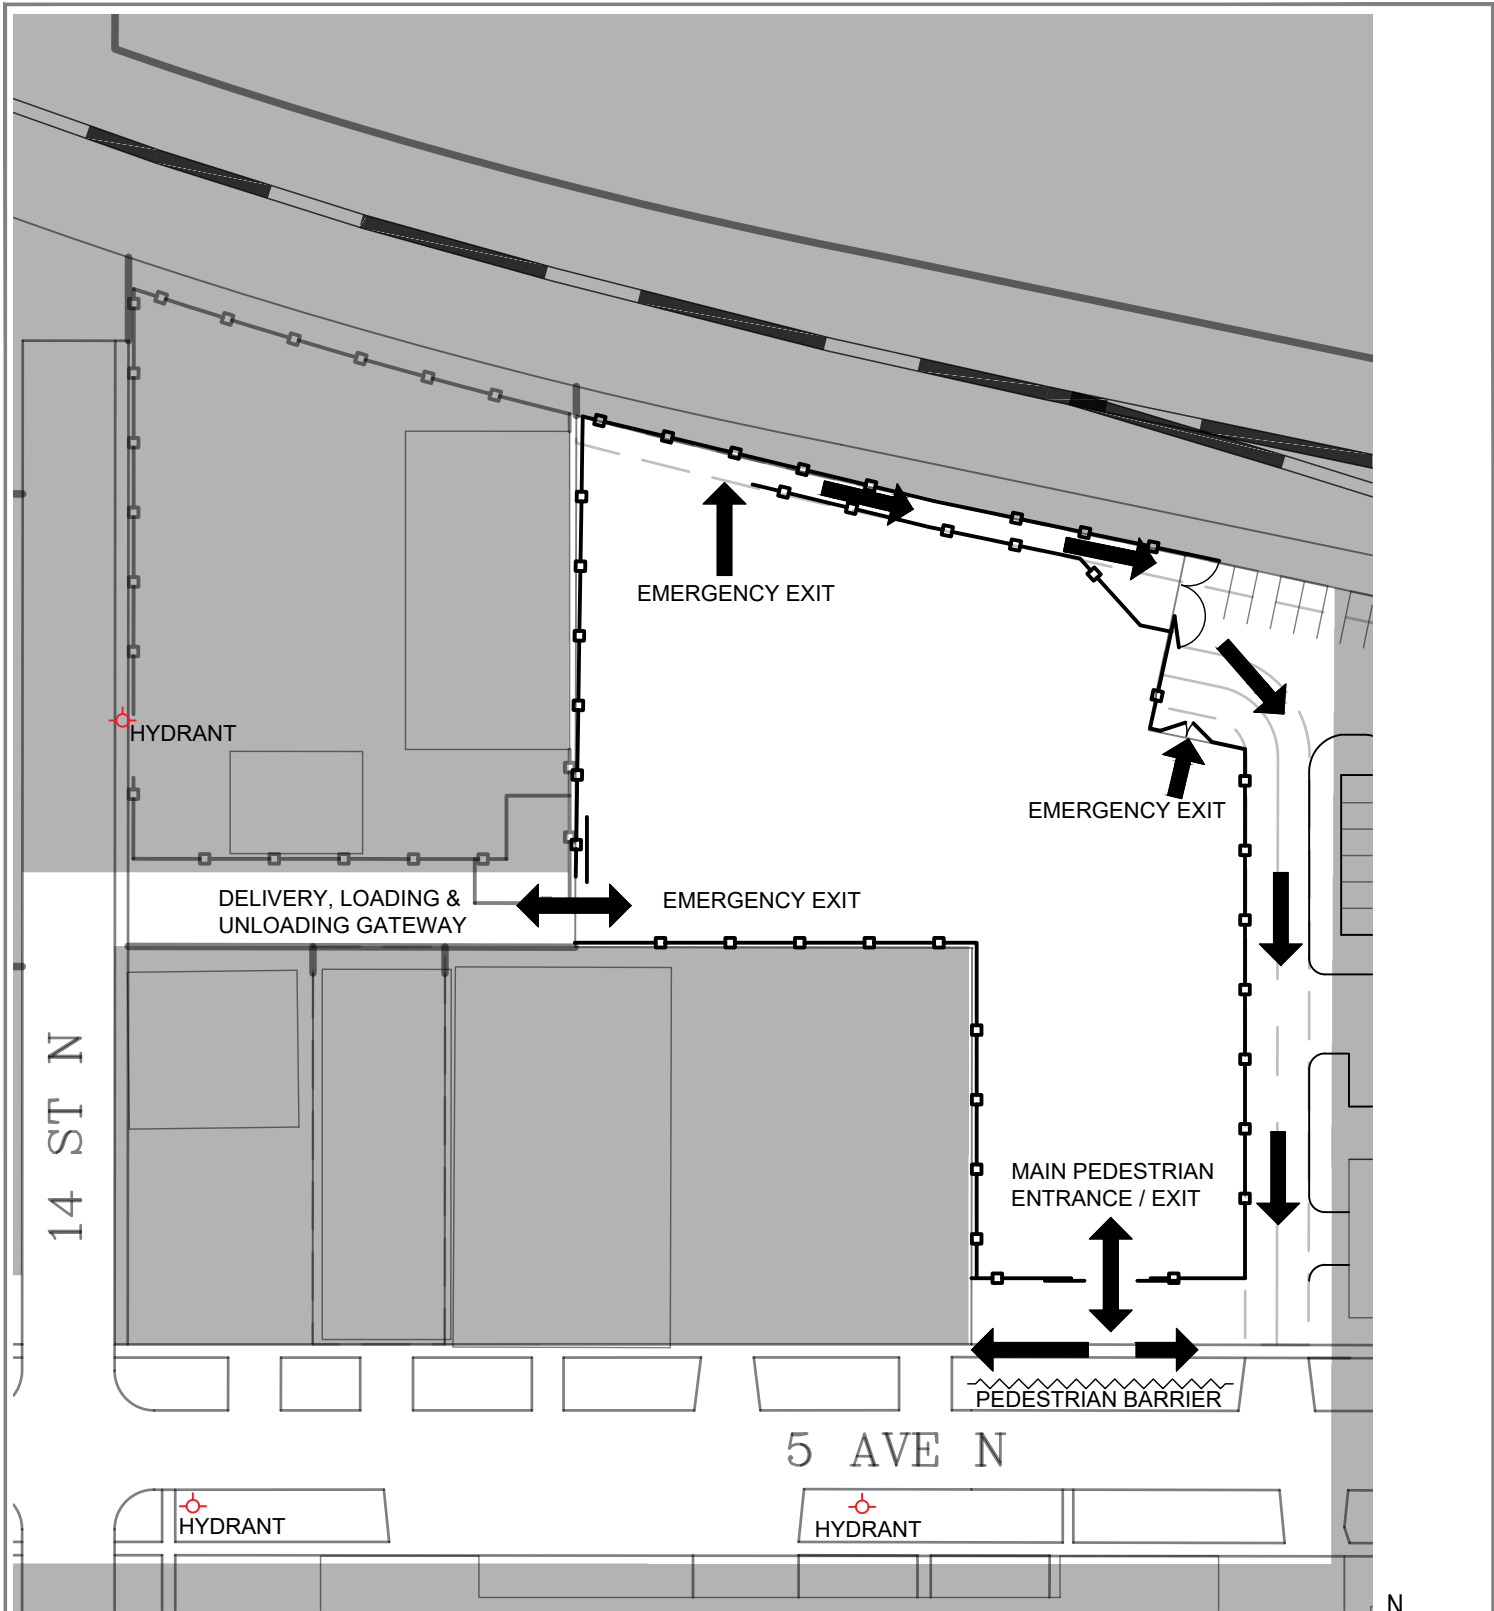 EMERGENCY EXIT
HYDRANT
EMERGENCY EXIT
DELIVERY, LOADING &
UNLOADING GATEWAY
EMERGENCY EXIT
14 ST N
MAIN PEDESTRIAN
ENTRANCE / EXIT
PEDESTRIAN BARRIER
5 AVE N
HYDRANT
HYDRANT
N